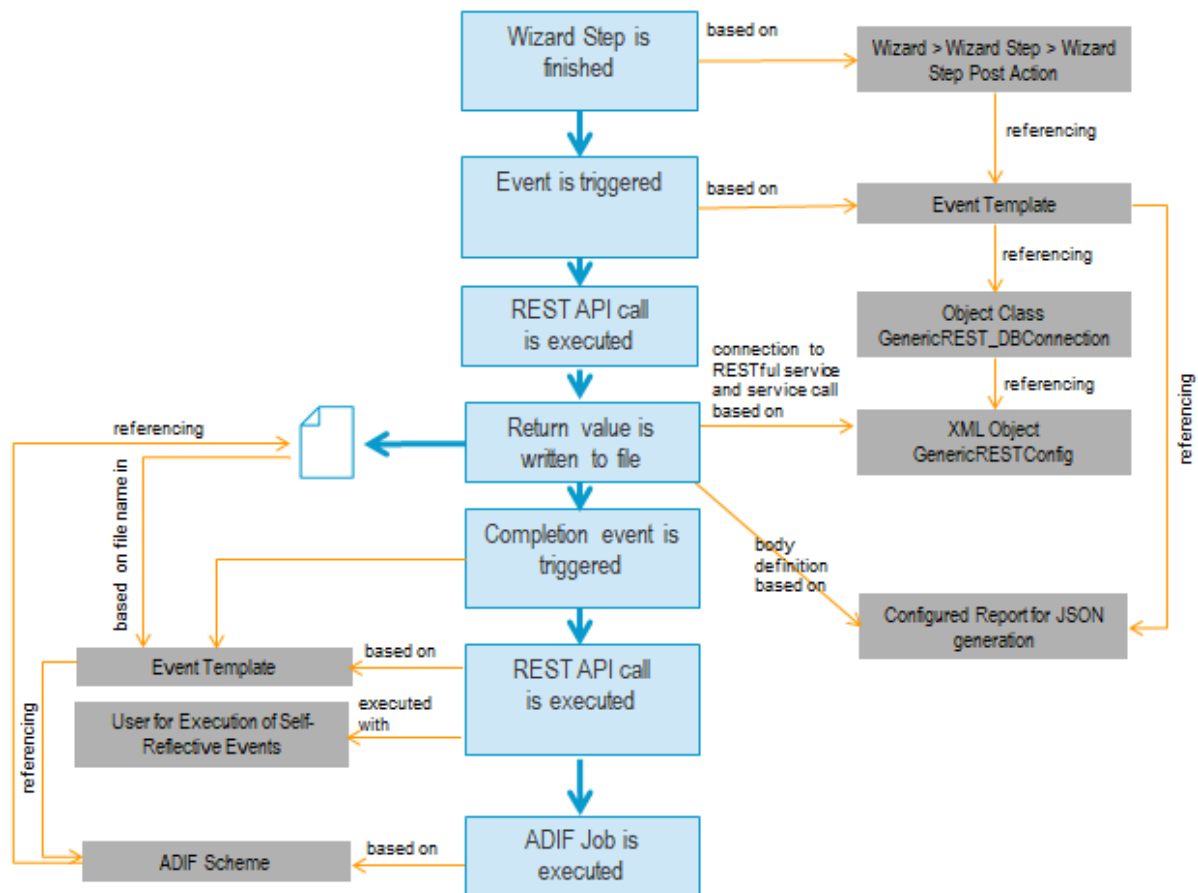 Wizard Step is
finished
based on
Wizard > Wizard Step > Wizard
Step Post Action
referencing
Event is triggered
based on
Event Template
referencing
Object Class
GenericREST_DBConnection
REST API call
is executed
referencing
connection to
RESTful service
and service call
based on
XML Object
GenericRESTConfig
referencing
referencing
Return value is
written to file
based on file name in
Completion event is
triggered
body
definition
based on
Configured Report for JSON
generation
Event Template
based on
REST API call
is executed
User for Execution of Self-
Reflective Events
executed
with
referencing
ADIF Scheme
based on
ADIF Job is
executed